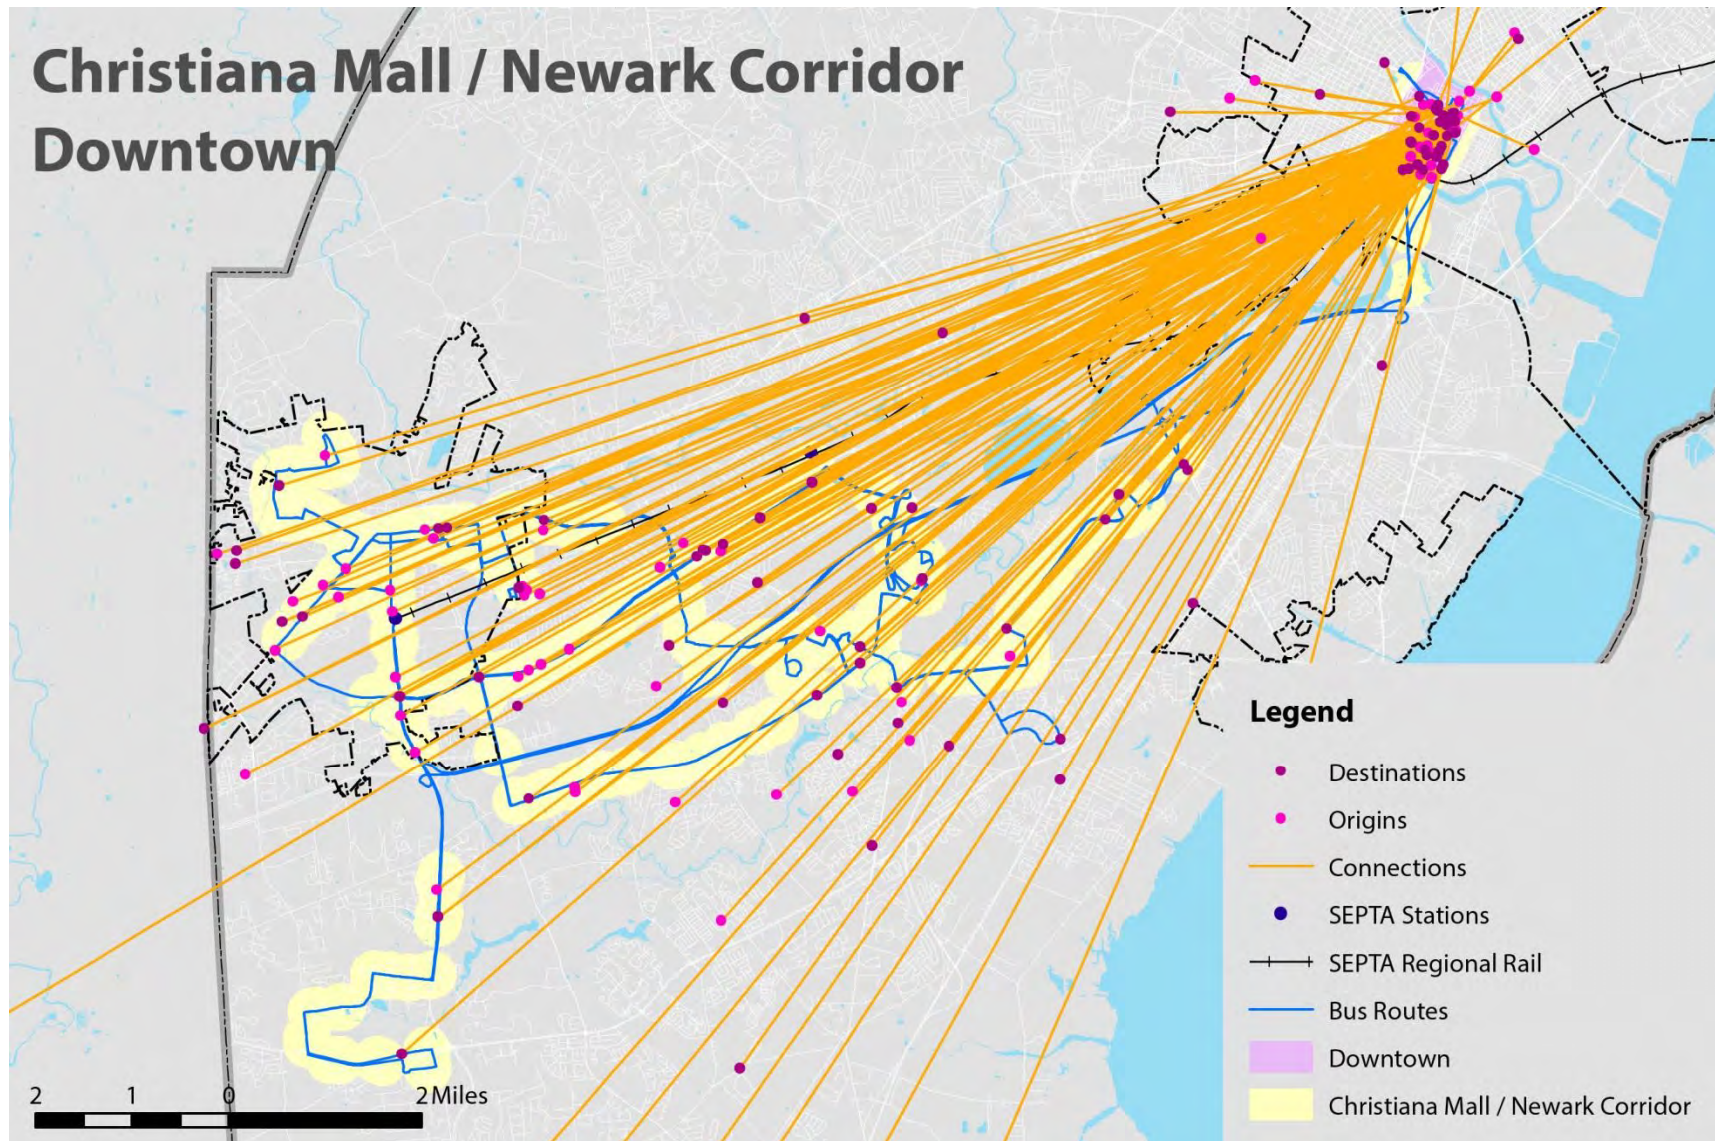 Christiana Mall / Newark Corridor
Downtown
Legend
Destinations
Origins
Connections
SEPTA Stations
SEPTA Regional Rail
Bus Routes
Downtown
Christiana Mall / Newark Corridor
2 1 0 2 Miles